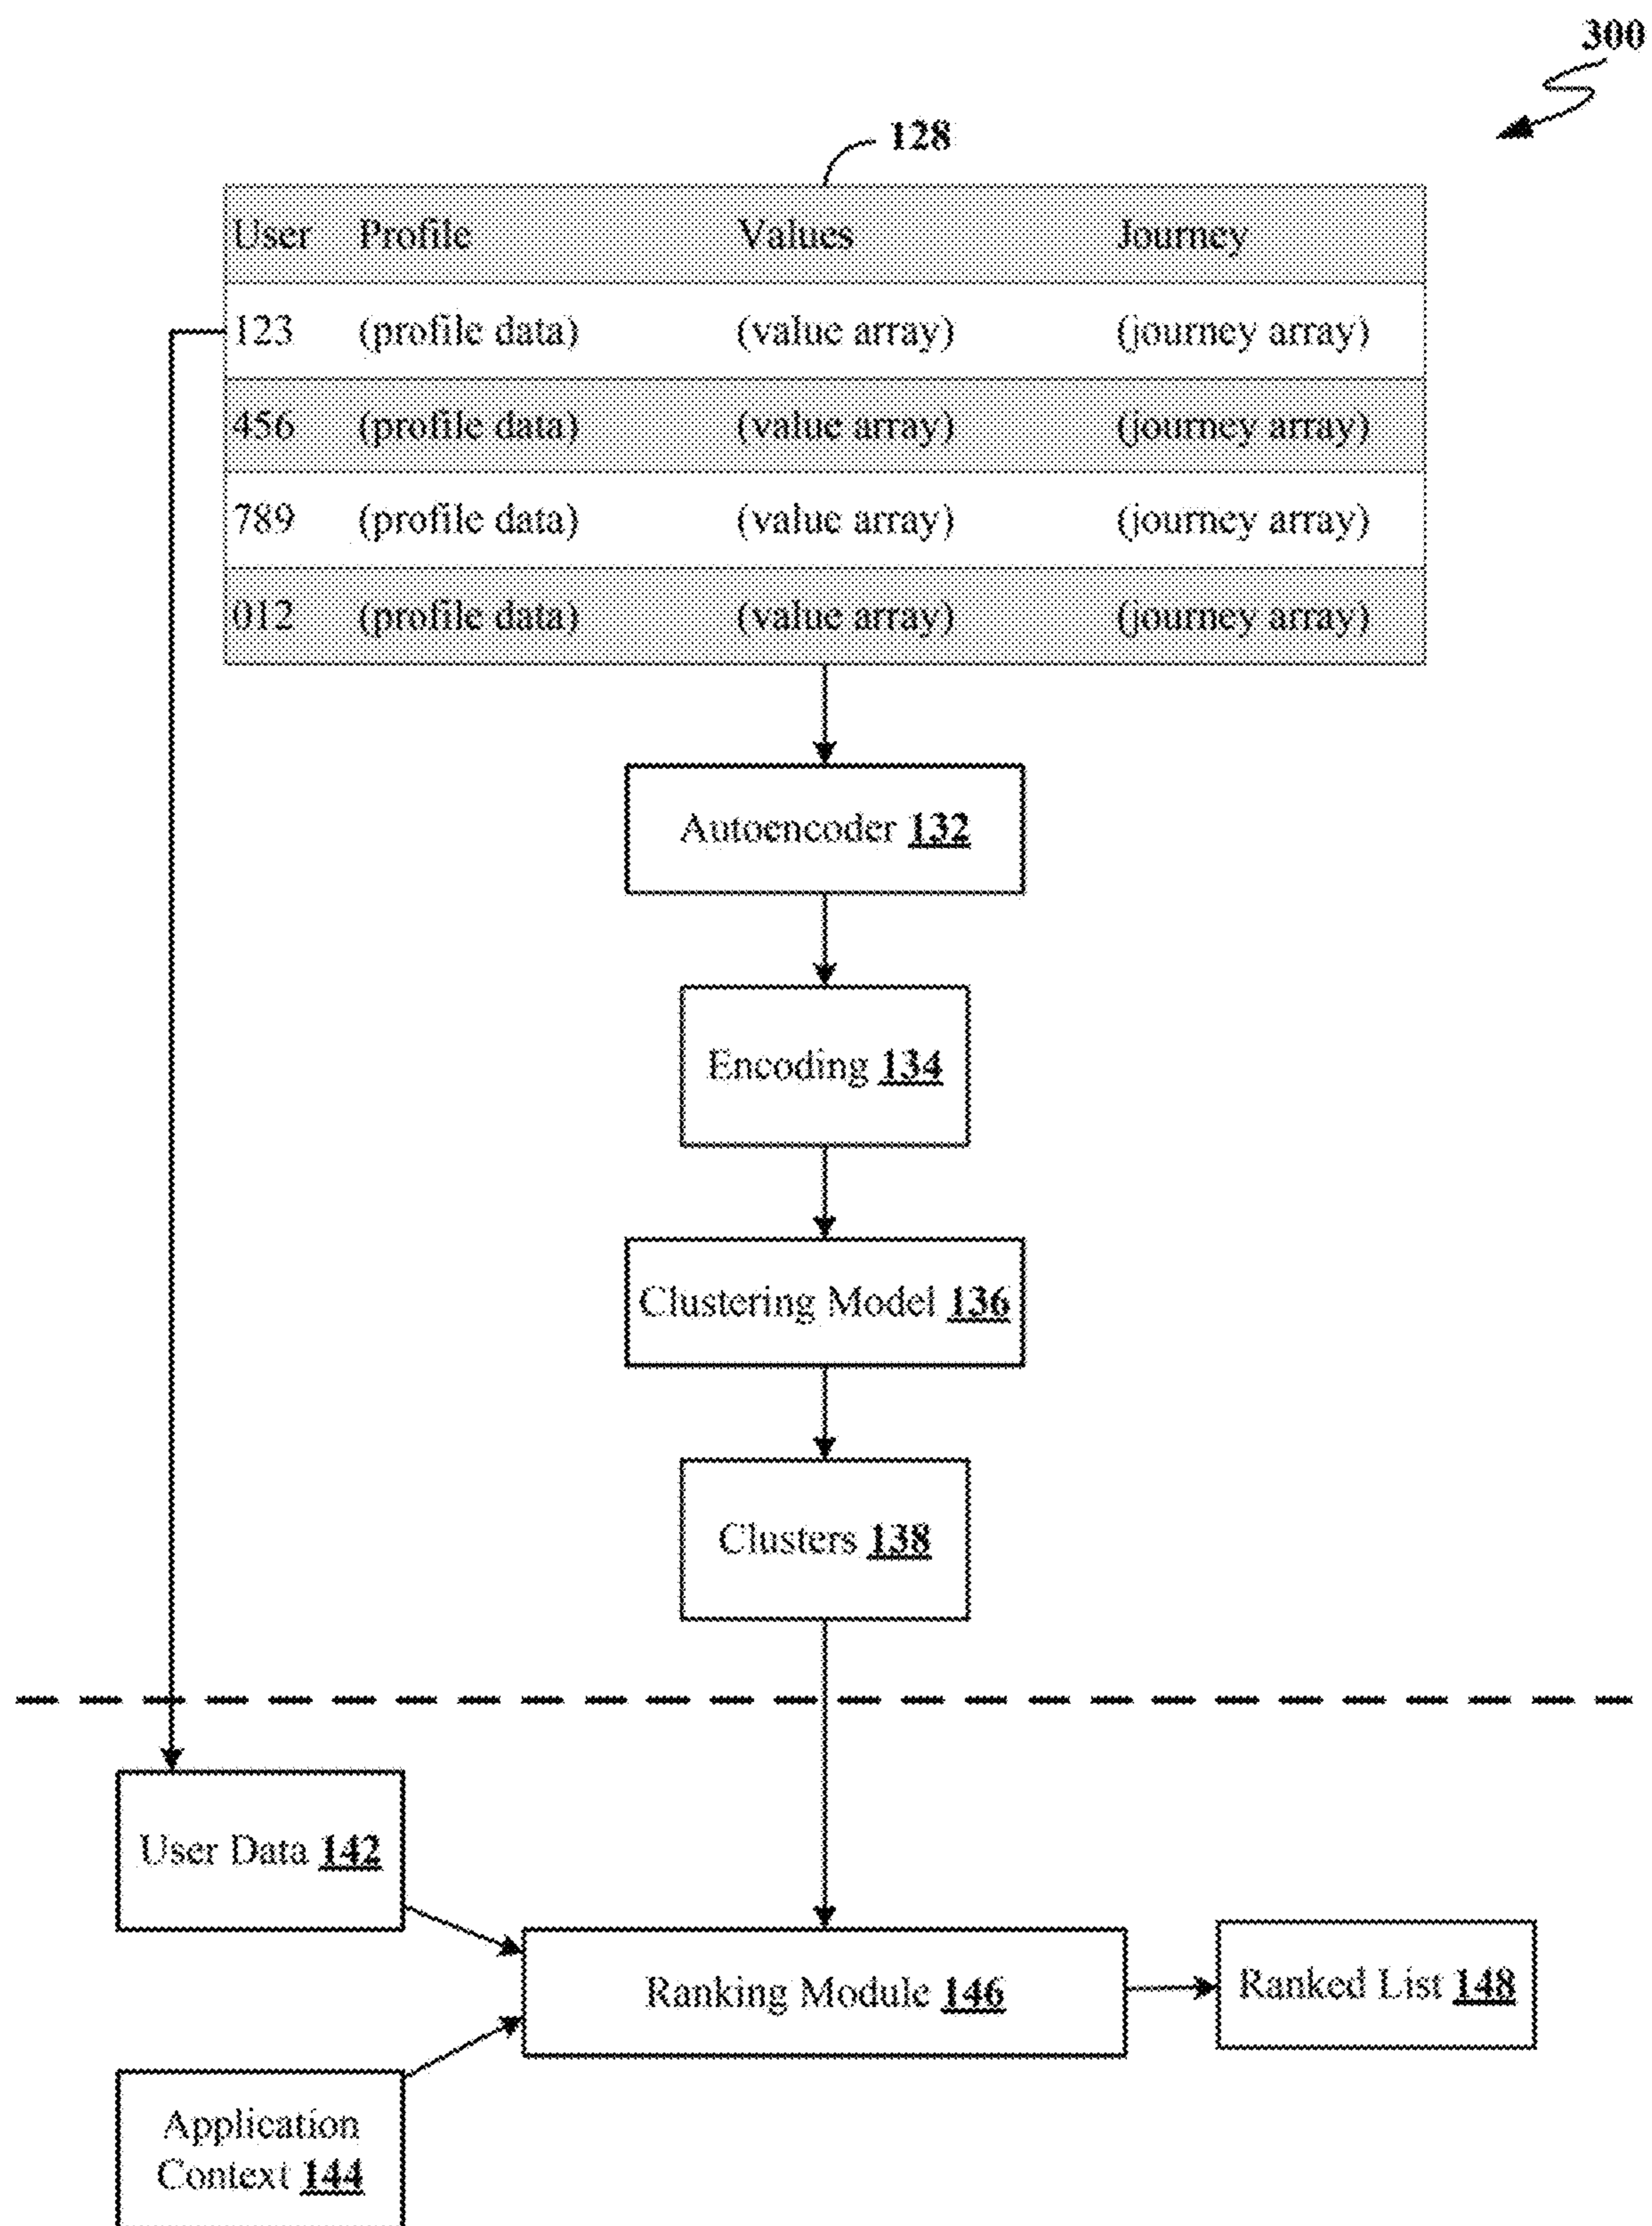 300
128
User Profile Values Journey
123 (profile data) (value array) (journey array)
456 (profile data) (value array) (journey array)
789 (profile data) (value array) (journey array)
012 (profile data) (value array) (journey array)
Autoencoder 132
Encoding 134
Clustering Model 136
Clusters 138
User Data 142
Ranking Module 146
Ranked List 148
Application
Context 144